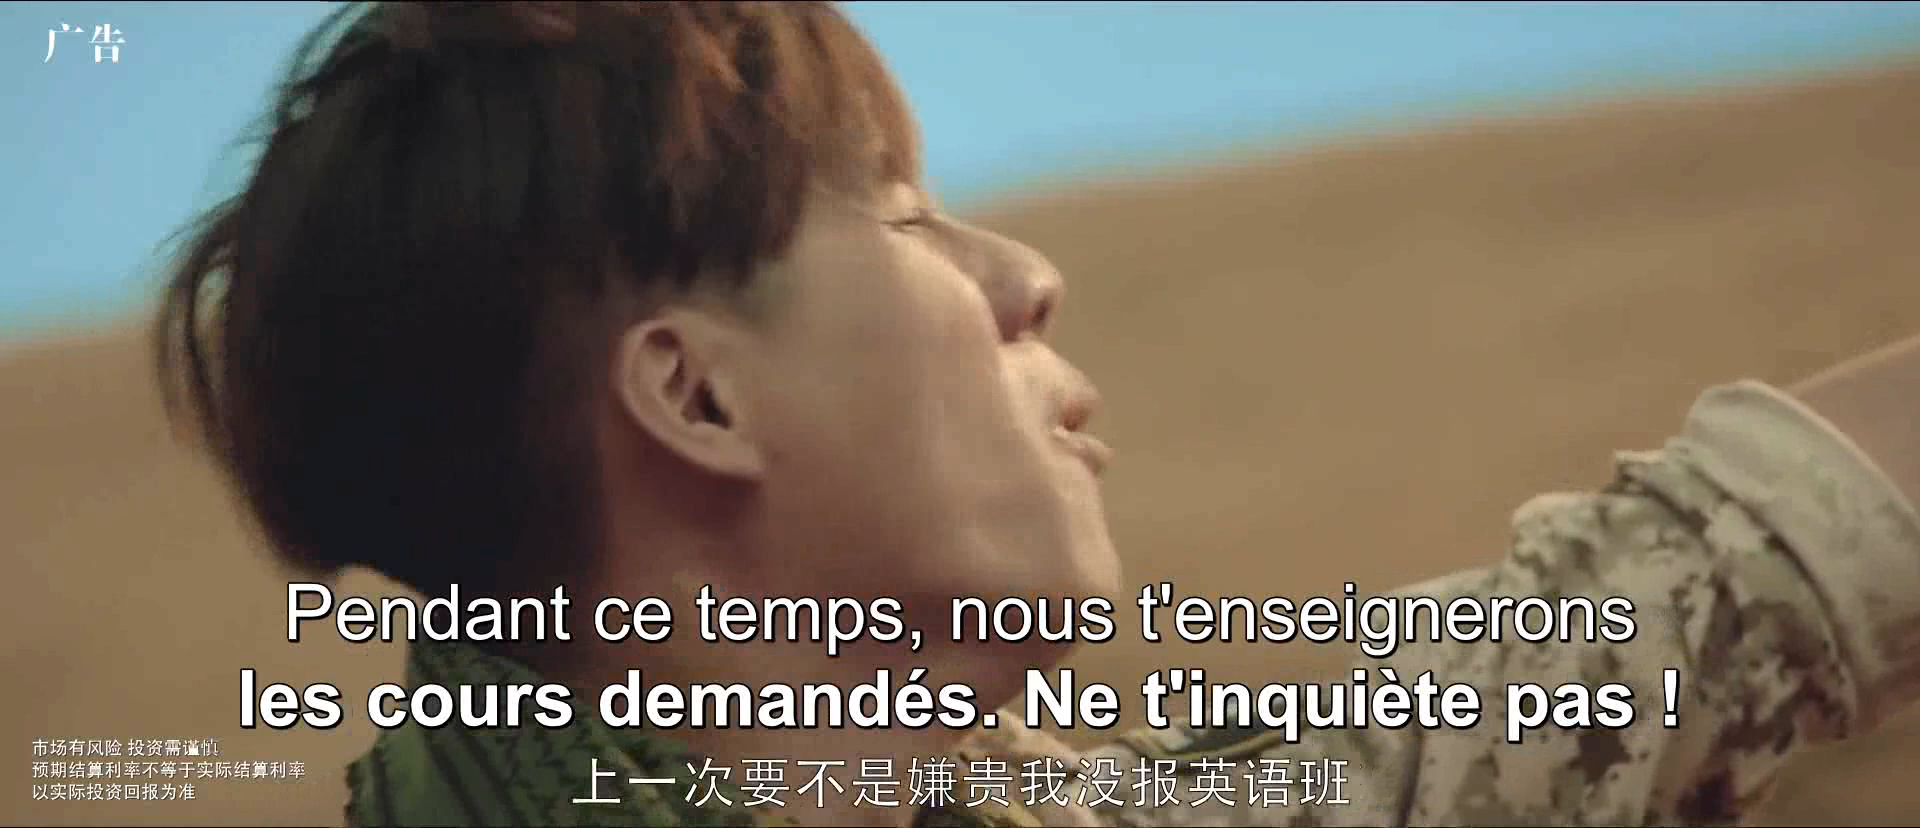 广告
Pendant ce temps, nous t'enseignerons
les cours demandés. Ne t'inquiète pas !
市场有风险 投资需谨慎
预期结算利率不等于实际结算利率
以实际投资回报为准
上一次要不是嫌贵我没报英语班